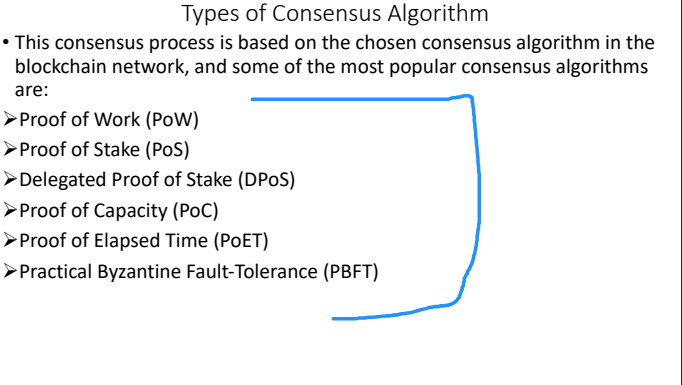 Types of Consensus Algorithm
• This consensus process is based on the chosen consensus algorithm in the
blockchain network, and some of the most popular consensus algorithms
are:
➢Proof of Work (PoW)
➢Proof of Stake (PoS)
➢Delegated Proof of Stake (DPoS)
➢Proof of Capacity (PoC)
➢Proof of Elapsed Time (PoET)
➢Practical Byzantine Fault-Tolerance (PBFT)